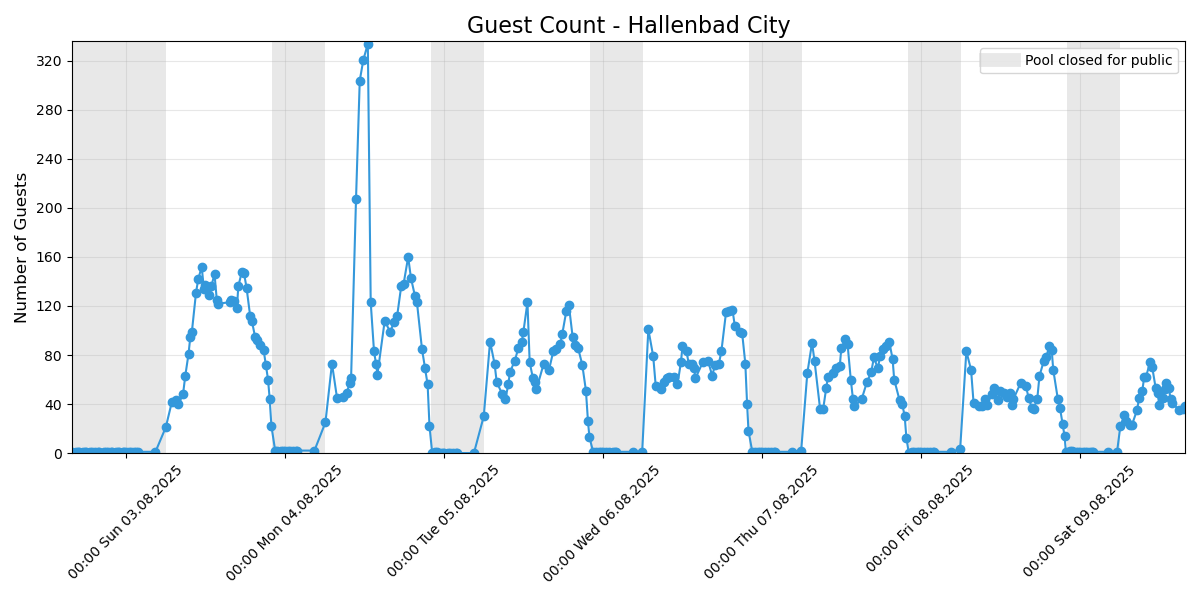 Guest Count - Hallenbad City
Pool closed for public
Number of Guests
320
280
240
200
160
120
80
40
0
00:00 Sun 03.08.2025
00:00 Mon 04.08.2025
00:00 Tue 05.08.2025
00:00 Wed 06.08.2025
00:00 Thu 07.08.2025
00:00 Fri 08.08.2025
00:00 Sat 09.08.2025